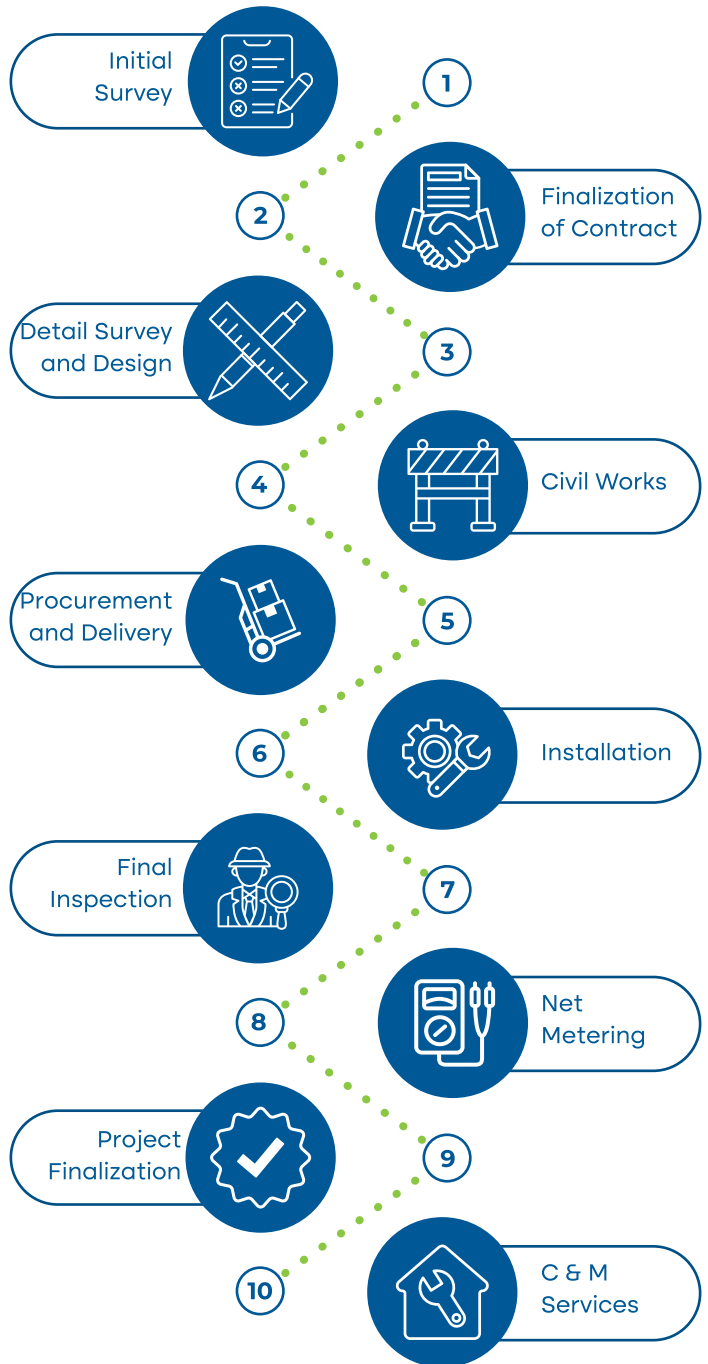 Initial
Survey
1
2
Finalization
of Contract
Detail Survey
and Design
3
4
Civil Works
Procurement
and Delivery
5
6
Installation
Final
Inspection
7
8
Net
Metering
Project
Finalization
9
10
C & M
Services